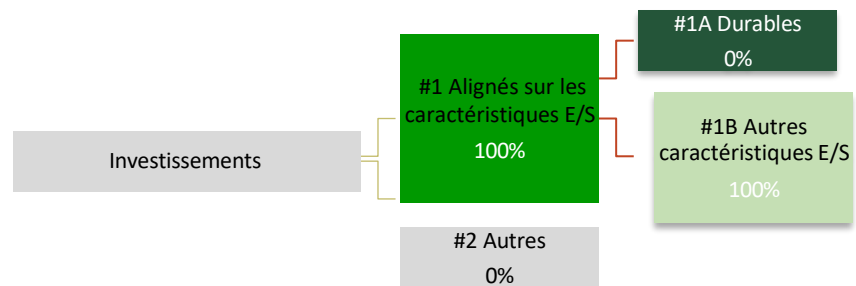 Investissements
#1 Alignés sur les
caractéristiques E/S
100%
#2 Autres
0%
#1A Durables
0%
#1B Autres
caractéristiques E/S
100%